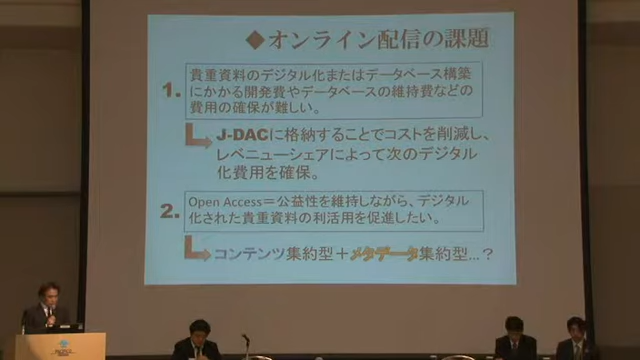 ◆オンライン配信の課題
1. 貴重資料のデジタル化またはデータベース構築
にかかる開発費やデータベースの維持費などの
費用の確保が難しい。
J-DACに格納することでコストを削減し、
レベニューシェアによって次のデジタル
化費用を確保。
2. Open Access＝公益性を維持しながら、デジタル
化された貴重資料の利活用を促進したい。
コンテンツ集約型＋メタデータ集約型…？